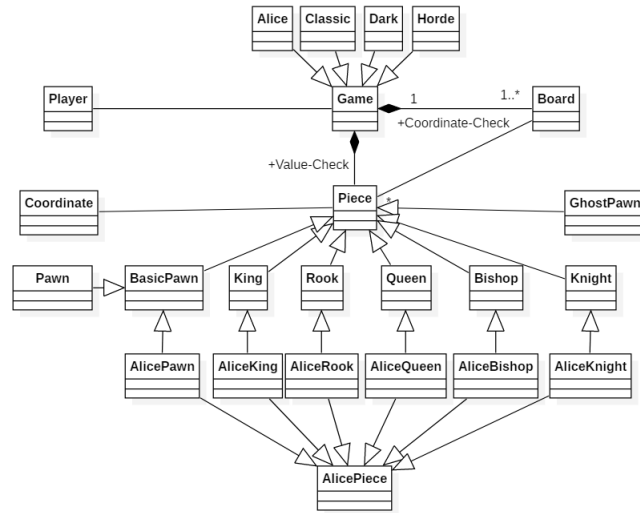 Alice Classic Dark Horde
Player Game 1 1..* Board
+Coordinate-Check
+Value-Check
Coordinate Piece * GhostPawn
Pawn BasicPawn King Rook Queen Bishop Knight
AlicePawn AliceKing AliceRook AliceQueen AliceBishop AliceKnight
AlicePiece